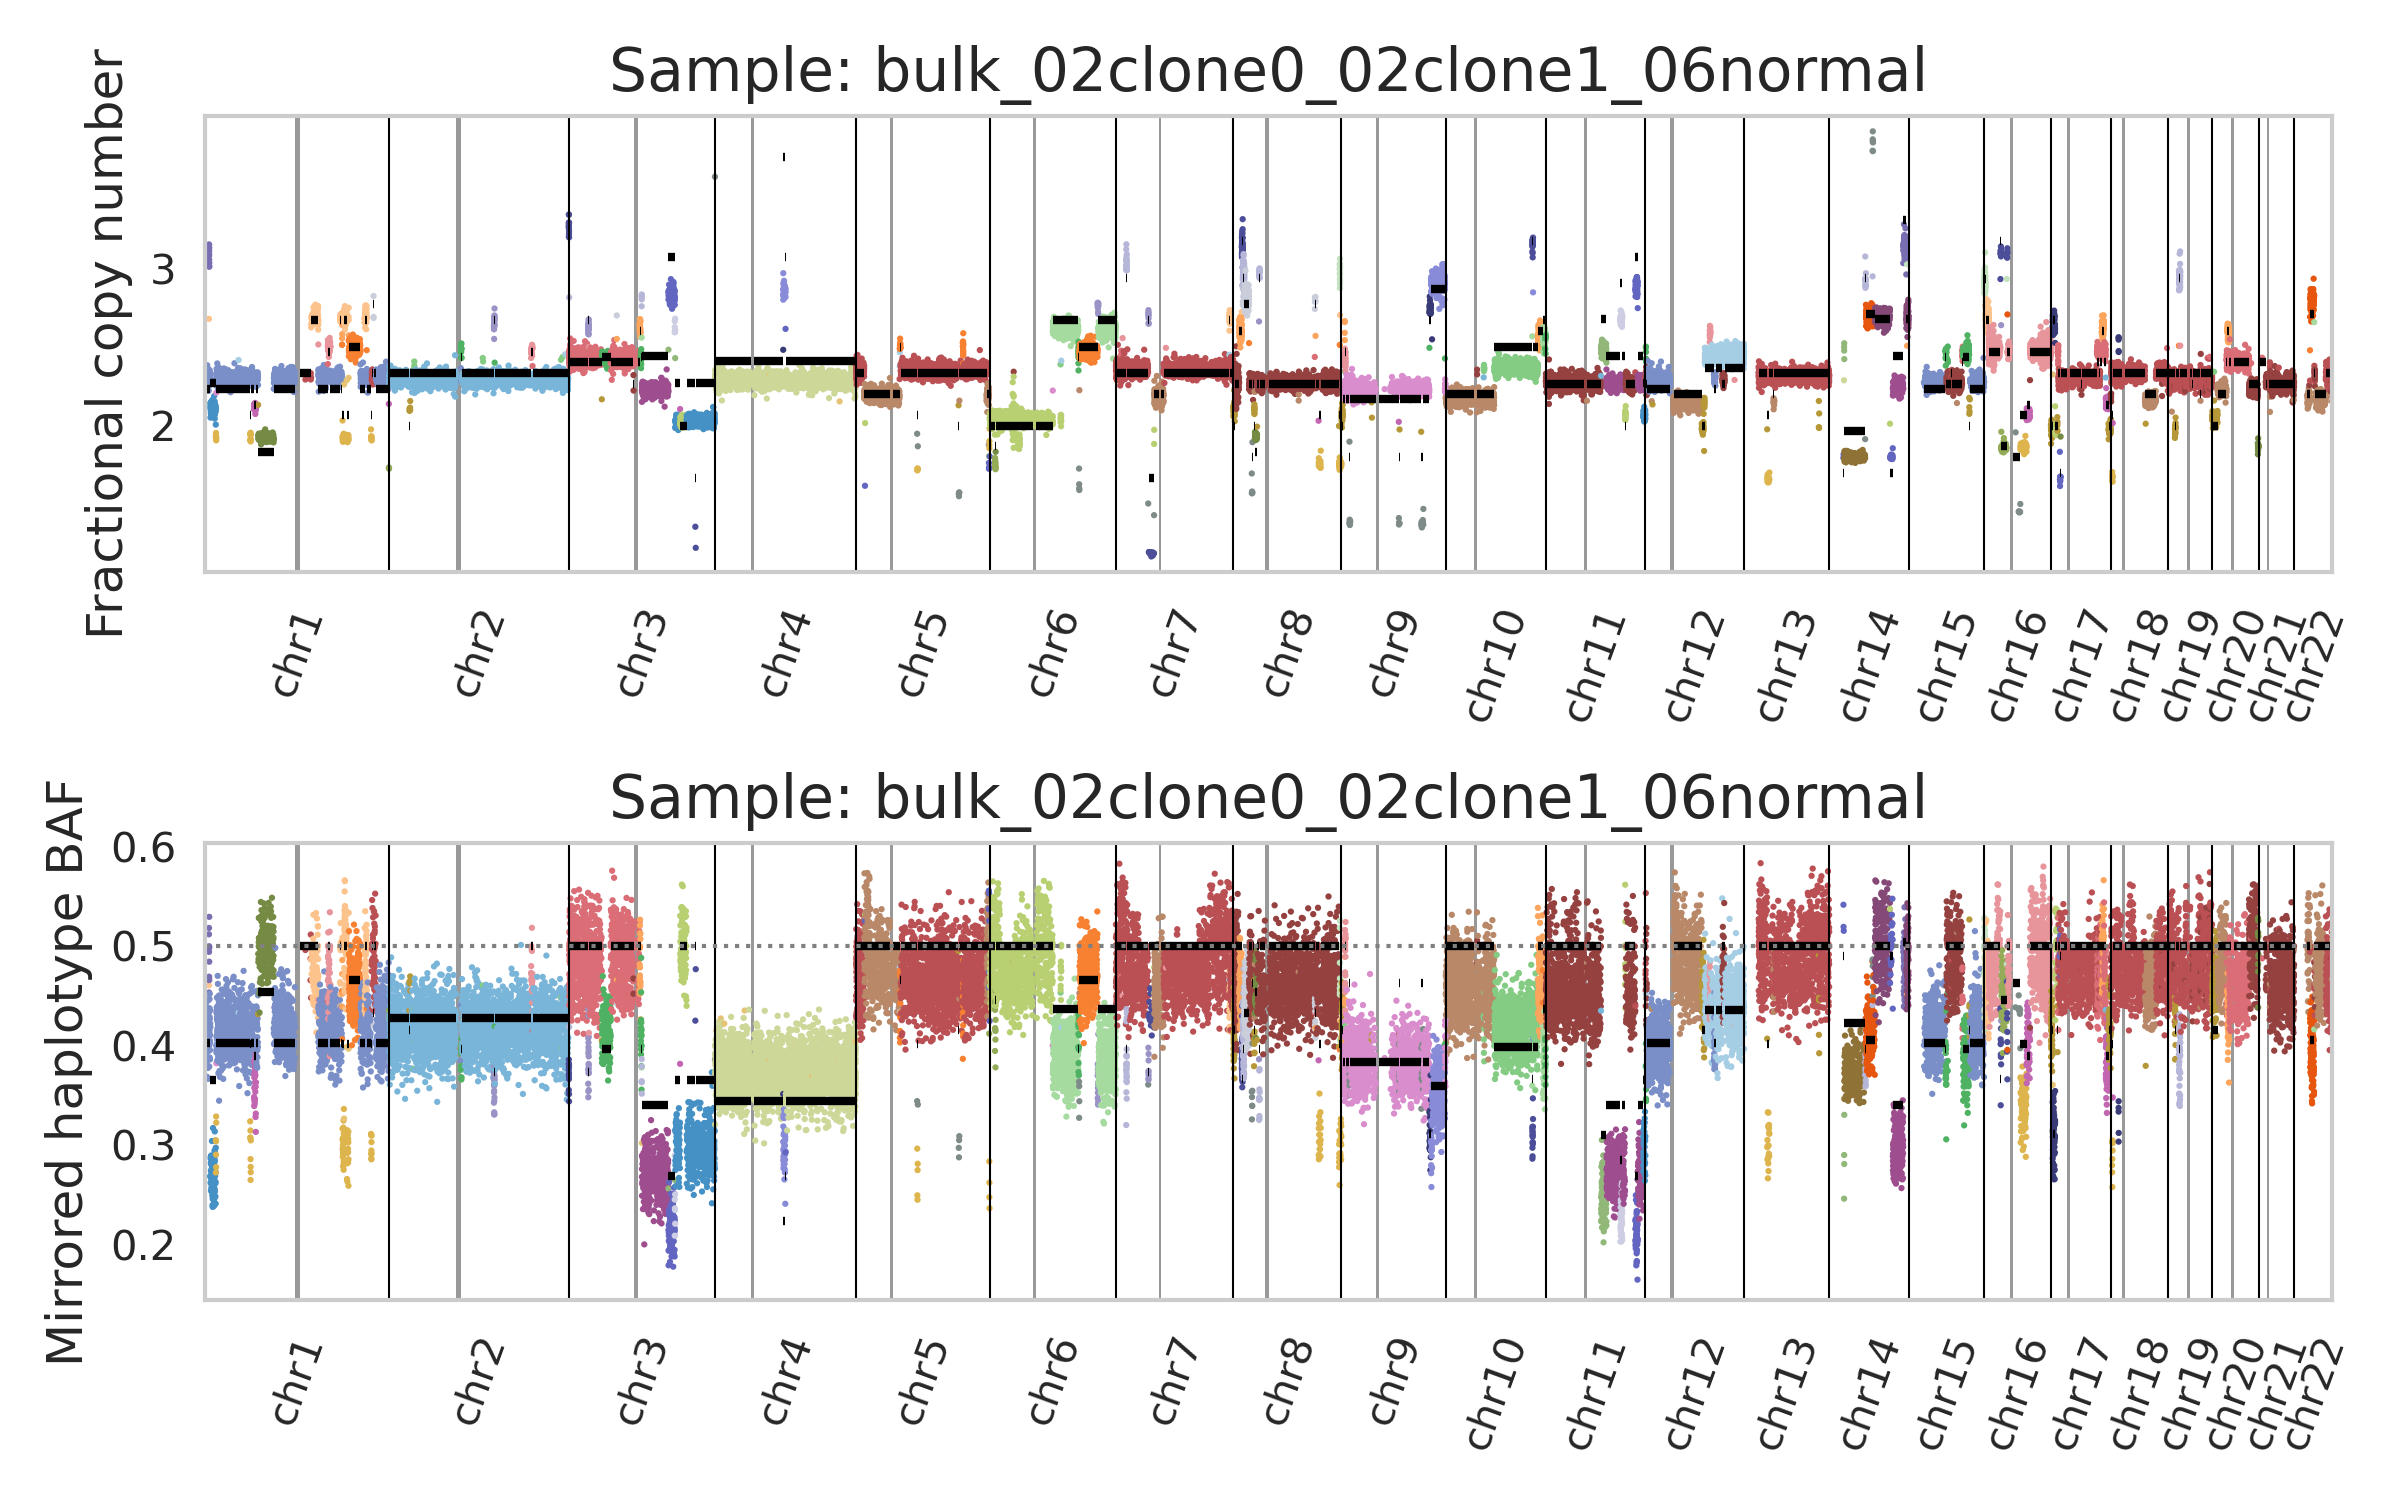 Sample: bulk_02clone0_02clone1_06normal
Fractional copy number
3
2
chr1 chr2 chr3 chr4 chr5 chr6 chr7 chr8 chr9 chr10 chr11 chr12 chr13 chr14 chr15 chr16 chr17 chr18 chr19 chr20 chr21 chr22
Sample: bulk_02clone0_02clone1_06normal
Mirrored haplotype BAF
0.6
0.5
0.4
0.3
0.2
chr1 chr2 chr3 chr4 chr5 chr6 chr7 chr8 chr9 chr10 chr11 chr12 chr13 chr14 chr15 chr16 chr17 chr18 chr19 chr20 chr21 chr22